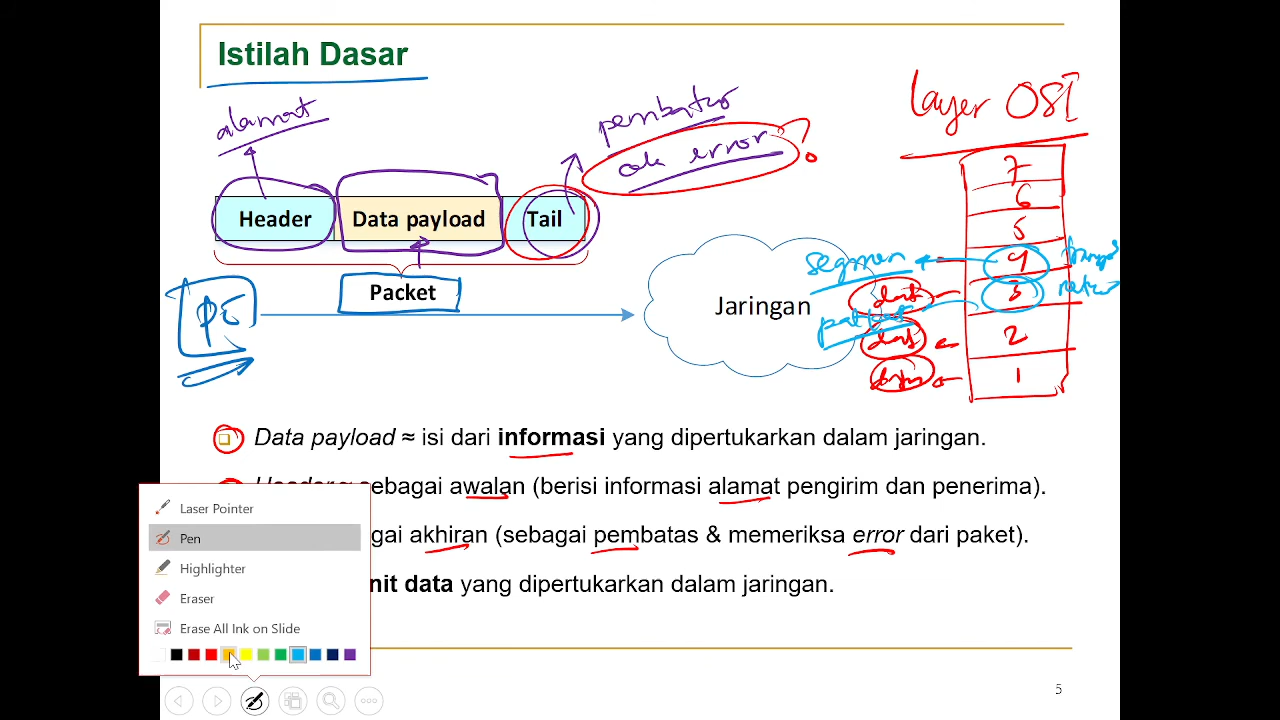 Istilah Dasar
layer OSI
alamat
pembatas
cek error ?
7
6
5
4
3
2
1
Header
Data payload
Tail
segmen
Packet
Jaringan
data
paket
data
PC
Data payload ≈ isi dari informasi yang dipertukarkan dalam jaringan.
sebagai awalan (berisi informasi alamat pengirim dan penerima).
gai akhiran (sebagai pembatas & memeriksa error dari paket).
nit data yang dipertukarkan dalam jaringan.
Laser Pointer
Pen
Highlighter
Eraser
Erase All Ink on Slide
5